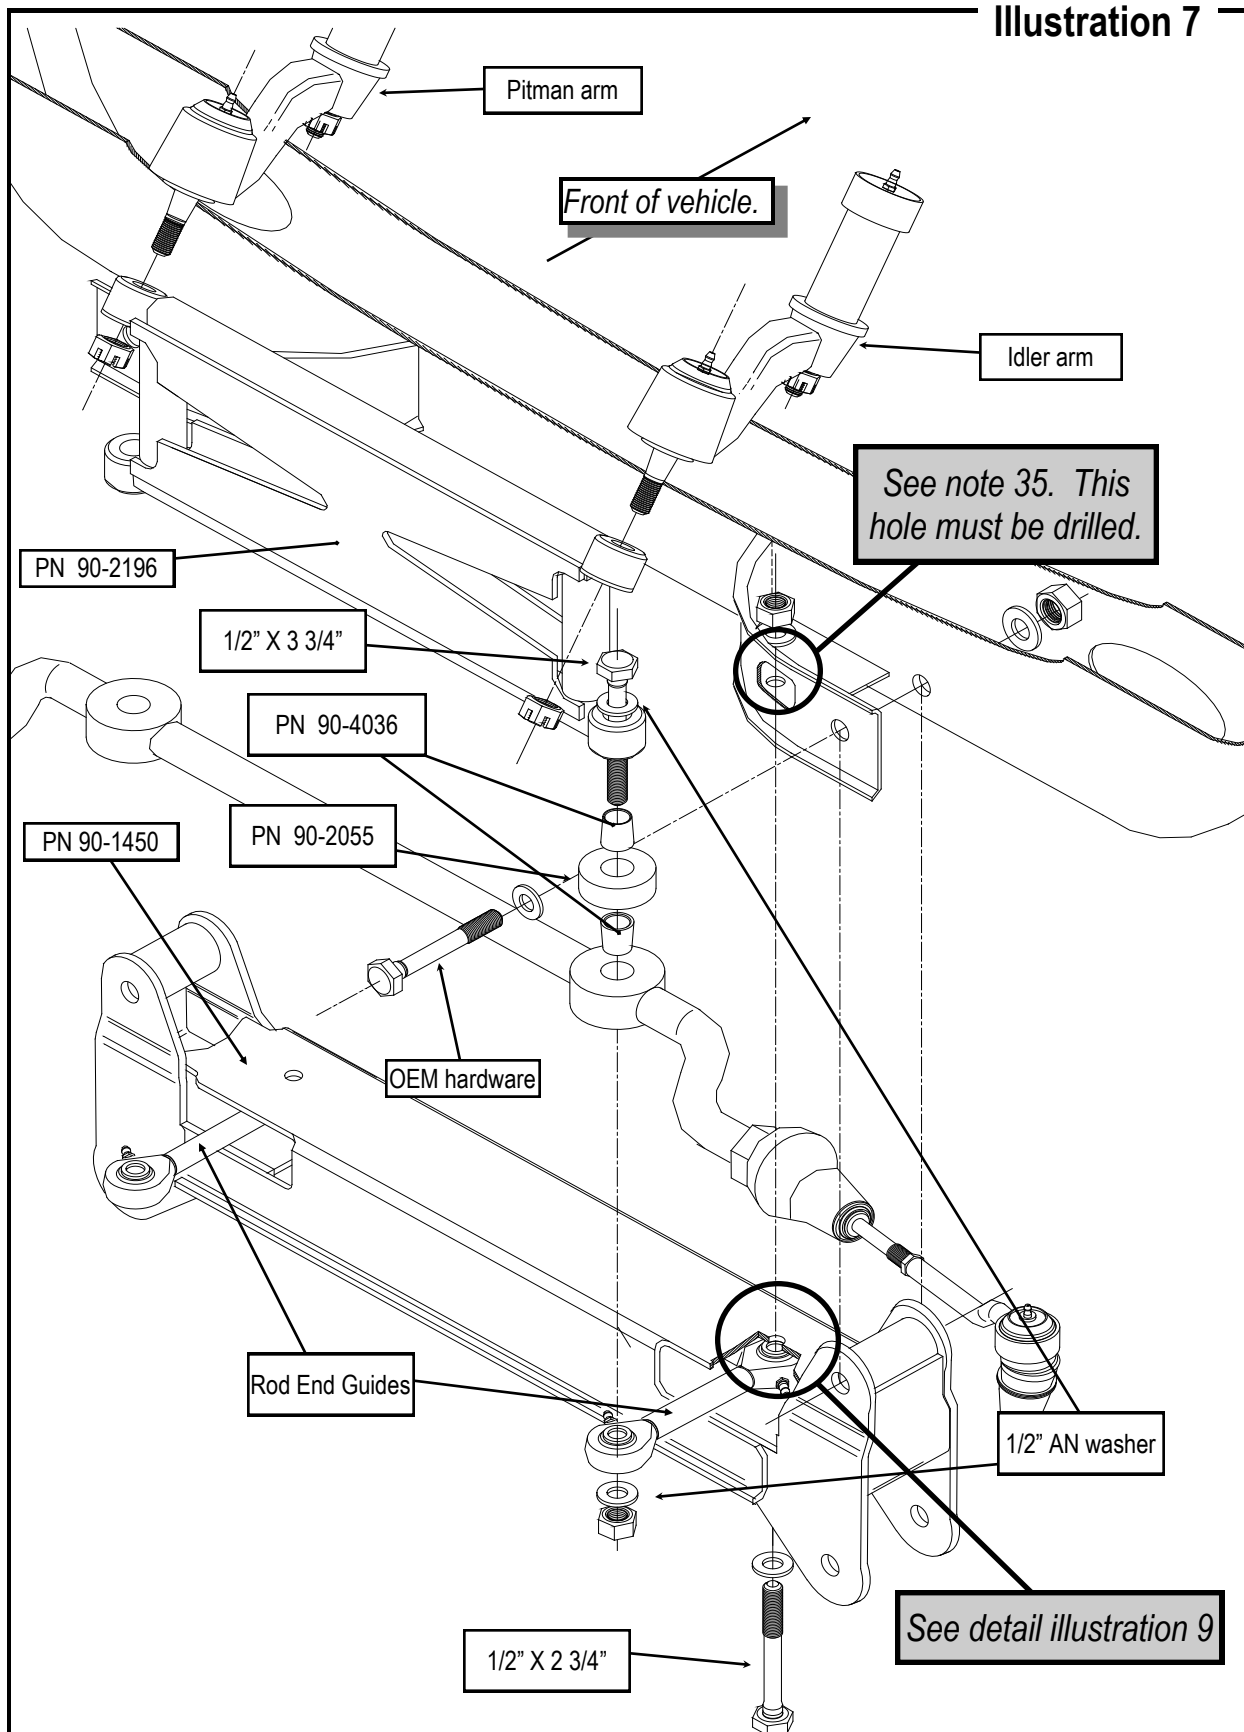 Illustration 7
Pitman arm
Front of vehicle.
Idler arm
See note 35.  This
hole must be drilled.
PN  90-2196
1/2” X 3 3/4”
PN  90-4036
PN 90-1450
PN  90-2055
OEM hardware
Rod End Guides
1/2” AN washer
See detail illustration 9
1/2” X 2 3/4”